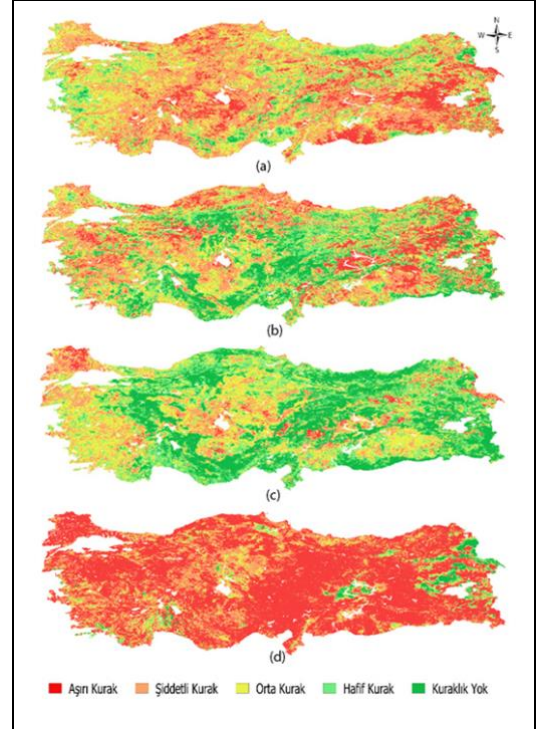 N
W E
S
(a)
(b)
(c)
(d)
Aşırı Kurak Şiddetli Kurak Orta Kurak Hafif Kurak Kuraklık Yok